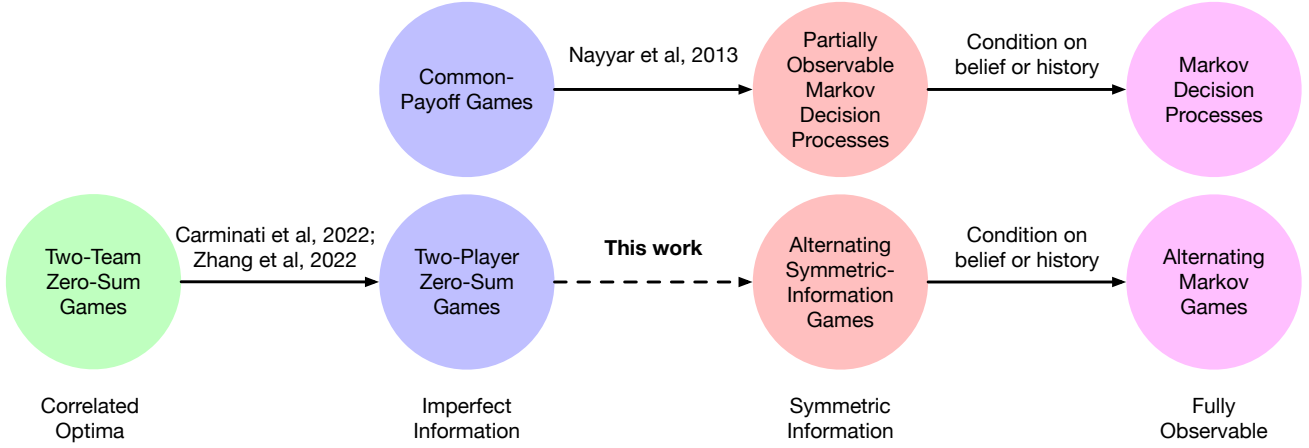 Common-
Payoff Games
Nayyar et al, 2013
Partially
Observable
Markov
Decision
Processes
Condition on
belief or history
Markov
Decision
Processes
Two-Team
Zero-Sum
Games
Carminati et al, 2022;
Zhang et al, 2022
Two-Player
Zero-Sum
Games
This work
Alternating
Symmetric-
Information
Games
Condition on
belief or history
Alternating
Markov
Games
Correlated
Optima
Imperfect
Information
Symmetric
Information
Fully
Observable